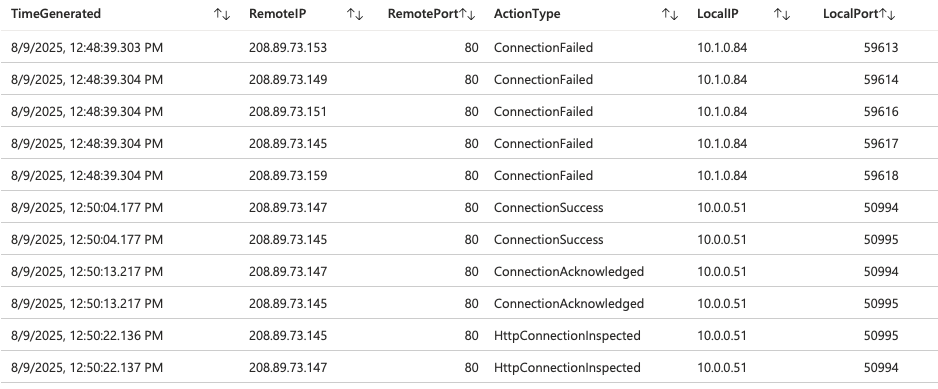 TimeGenerated ↑↓ RemoteIP ↑↓ RemotePort↑↓ ActionType ↑↓ LocalIP ↑↓ LocalPort↑↓
8/9/2025, 12:48:39.303 PM 208.89.73.153 80 ConnectionFailed 10.1.0.84 59613
8/9/2025, 12:48:39.304 PM 208.89.73.149 80 ConnectionFailed 10.1.0.84 59614
8/9/2025, 12:48:39.304 PM 208.89.73.151 80 ConnectionFailed 10.1.0.84 59616
8/9/2025, 12:48:39.304 PM 208.89.73.145 80 ConnectionFailed 10.1.0.84 59617
8/9/2025, 12:48:39.304 PM 208.89.73.159 80 ConnectionFailed 10.1.0.84 59618
8/9/2025, 12:50:04.177 PM 208.89.73.147 80 ConnectionSuccess 10.0.0.51 50994
8/9/2025, 12:50:04.177 PM 208.89.73.145 80 ConnectionSuccess 10.0.0.51 50995
8/9/2025, 12:50:13.217 PM 208.89.73.147 80 ConnectionAcknowledged 10.0.0.51 50994
8/9/2025, 12:50:13.217 PM 208.89.73.145 80 ConnectionAcknowledged 10.0.0.51 50995
8/9/2025, 12:50:22.136 PM 208.89.73.145 80 HttpConnectionInspected 10.0.0.51 50995
8/9/2025, 12:50:22.137 PM 208.89.73.147 80 HttpConnectionInspected 10.0.0.51 50994